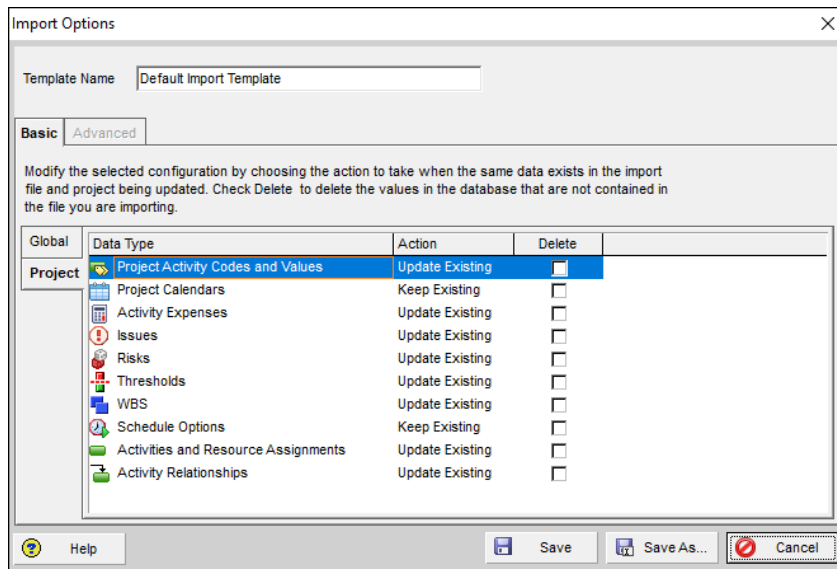 Import Options
Template Name Default Import Template
Basic Advanced
Modify the selected configuration by choosing the action to take when the same data exists in the import
file and project being updated. Check Delete to delete the values in the database that are not contained in
the file you are importing.
Global Data Type Action Delete
Project Project Activity Codes and Values Update Existing
Project Calendars Keep Existing
Activity Expenses Update Existing
Issues Update Existing
Risks Update Existing
Thresholds Update Existing
WBS Update Existing
Schedule Options Keep Existing
Activities and Resource Assignments Update Existing
Activity Relationships Update Existing
Help Save Save As... Cancel